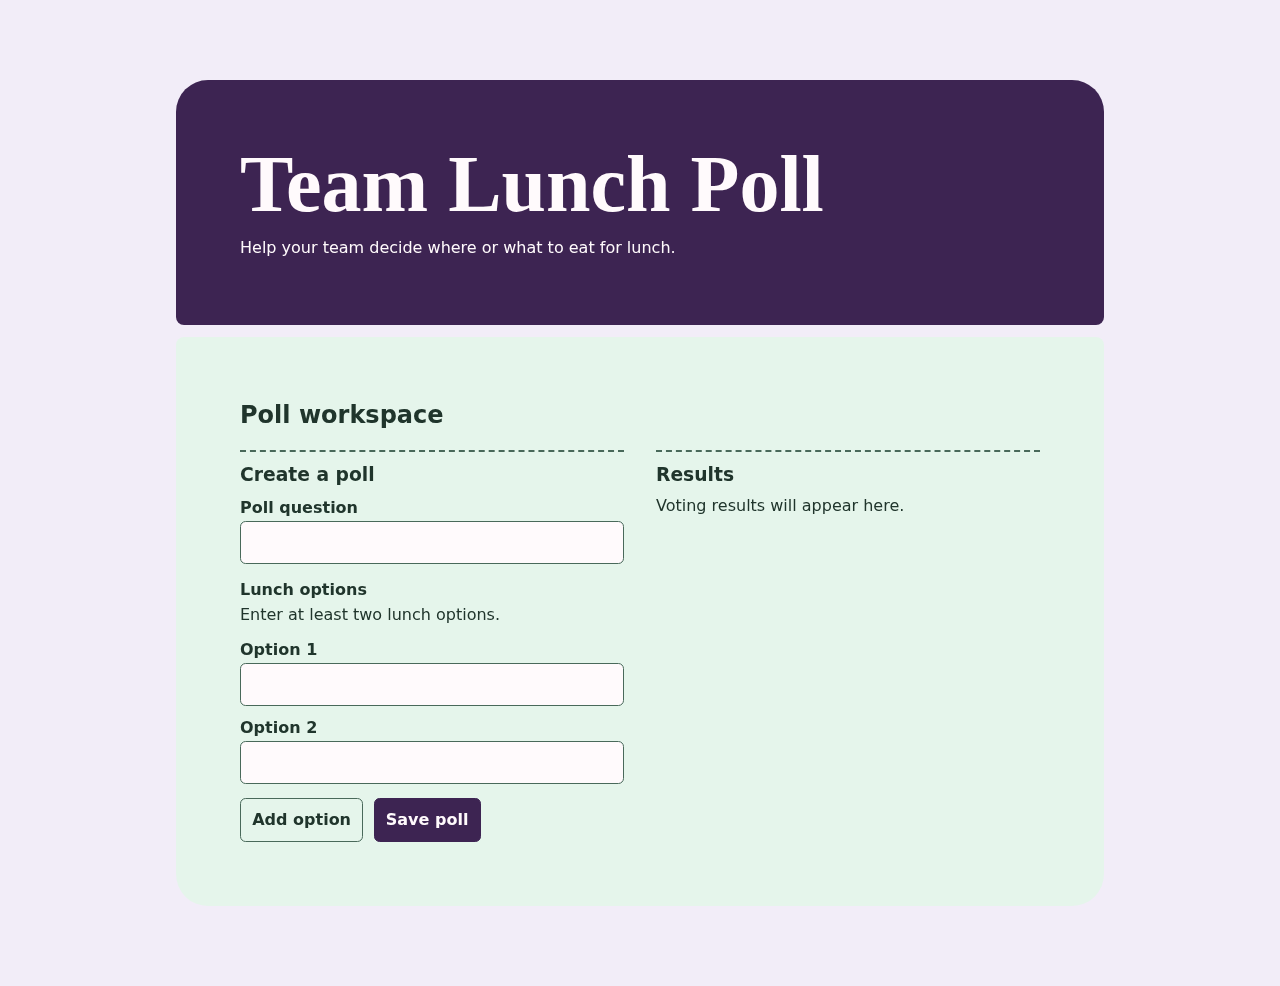 Team Lunch Poll
Help your team decide where or what to eat for lunch.
Poll workspace
Create a poll
Poll question
Lunch options
Enter at least two lunch options.
Option 1
Option 2
Add option
Save poll
Results
Voting results will appear here.